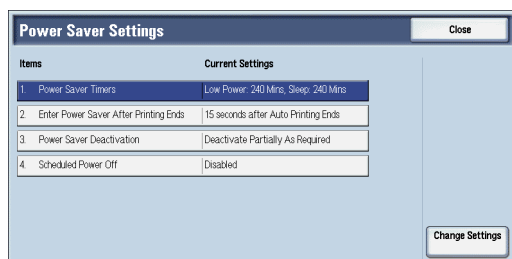 Power Saver Settings
Close
Items Current Settings
1. Power Saver Timers Low Power: 240 Mins, Sleep: 240 Mins
2. Enter Power Saver After Printing Ends 15 seconds after Auto Printing Ends
3. Power Saver Deactivation Deactivate Partially As Required
4. Scheduled Power Off Disabled
Change Settings